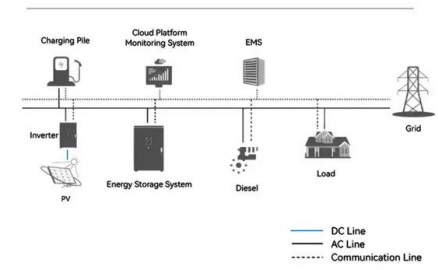 Charging Pile
Cloud Platform
Monitoring System
EMS
Grid
Inverter
PV
Energy Storage System
Diesel
Load
DC Line
AC Line
Communication Line